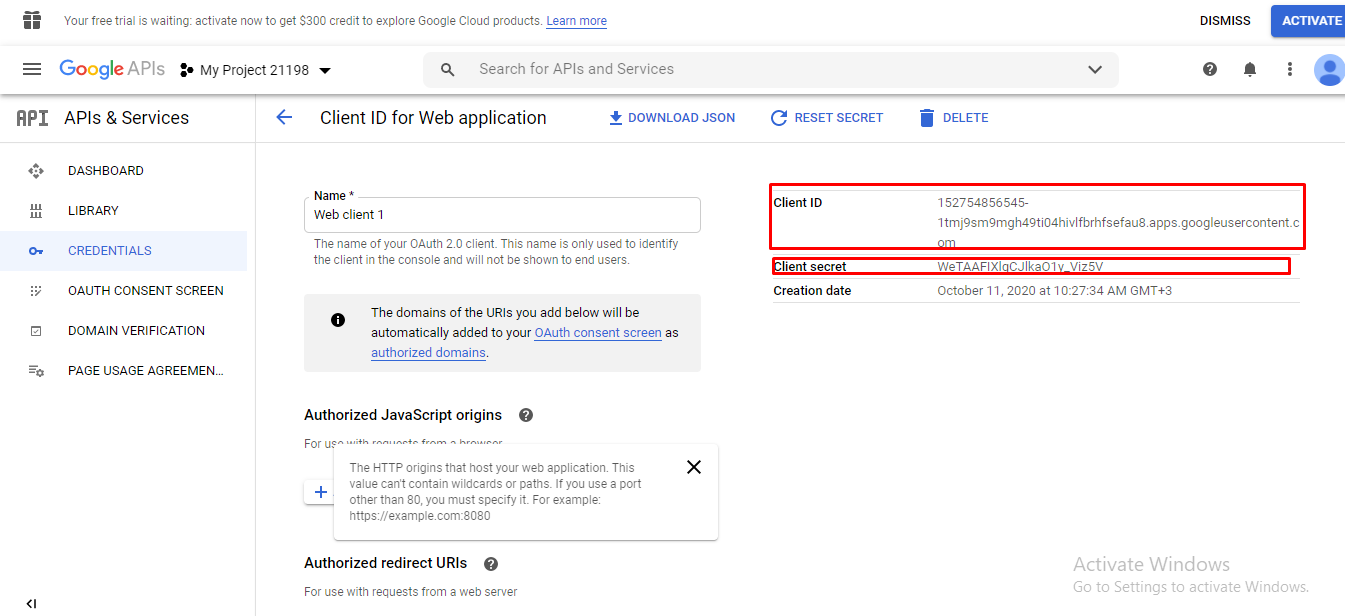 Your free trial is waiting: activate now to get $300 credit to explore Google Cloud products. Learn more
DISMISS
ACTIVATE
Google APIs
My Project 21198
Search for APIs and Services
API APIs & Services
Client ID for Web application
DOWNLOAD JSON
RESET SECRET
DELETE
DASHBOARD
LIBRARY
CREDENTIALS
OAUTH CONSENT SCREEN
DOMAIN VERIFICATION
PAGE USAGE AGREEMEN...
Name *
Web client 1
The name of your OAuth 2.0 client. This name is only used to identify
the client in the console and will not be shown to end users.
The domains of the URIs you add below will be
automatically added to your OAuth consent screen as
authorized domains.
Authorized JavaScript origins
For use with requests from a browser
The HTTP origins that host your web application. This
value can't contain wildcards or paths. If you use a port
other than 80, you must specify it. For example:
https://example.com:8080
Authorized redirect URIs
For use with requests from a web server
Client ID
152754856545-
1tmj9sm9mgh49ti04hivlfbrhfsefau8.apps.googleusercontent.c
om
Client secret
Creation date
October 11, 2020 at 10:27:34 AM GMT+3
Activate Windows
Go to Settings to activate Windows.